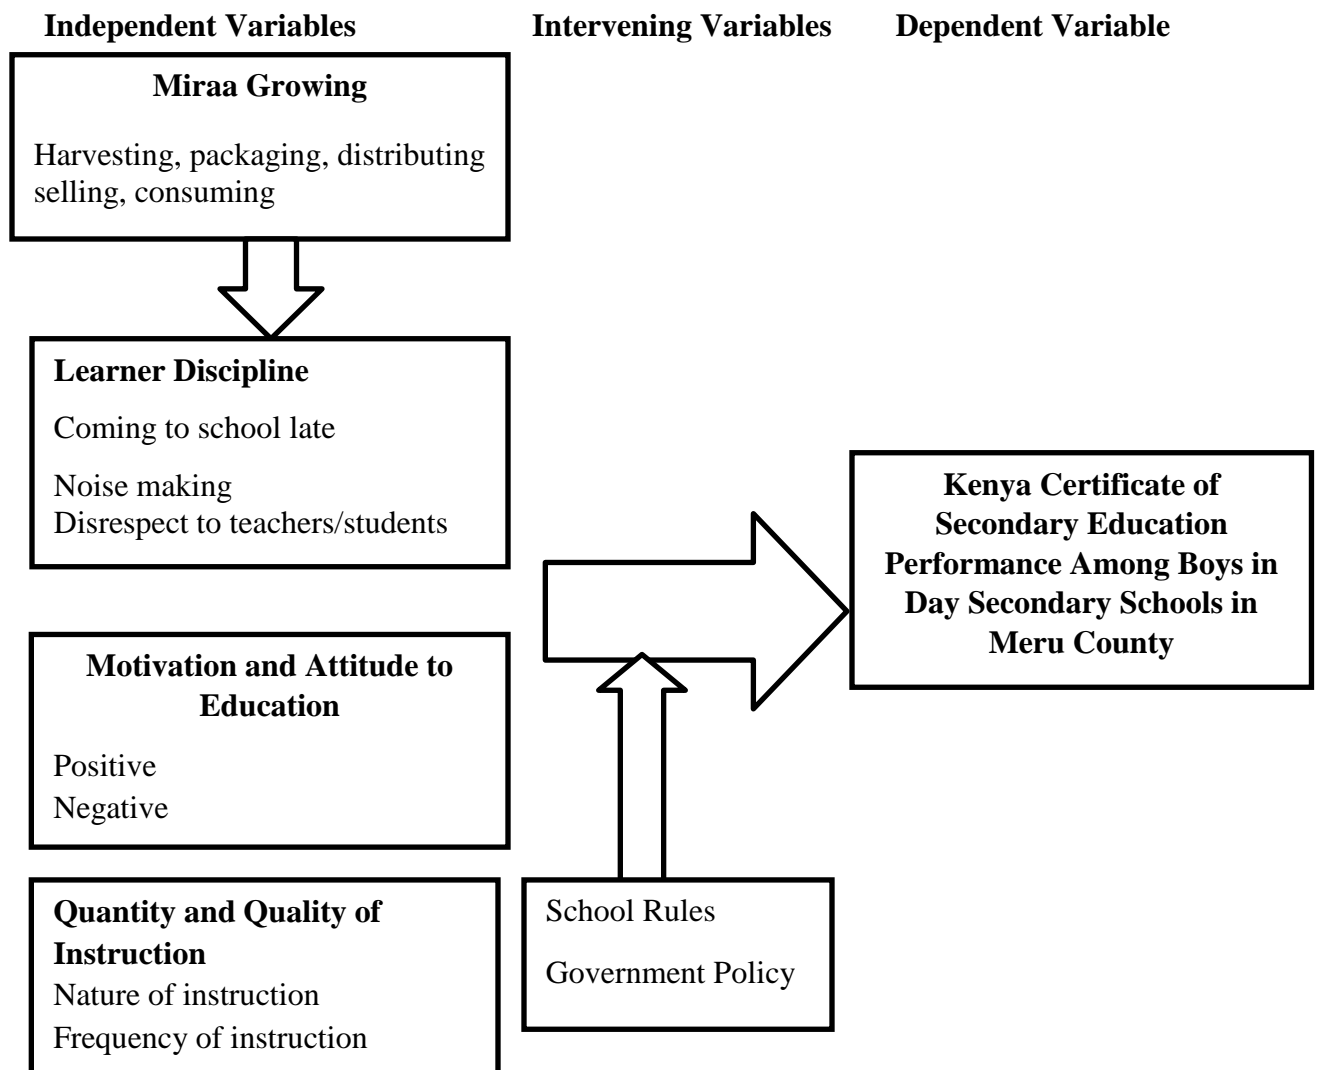 Independent Variables
Intervening Variables
Dependent Variable
Miraa Growing
Harvesting, packaging, distributing
selling, consuming
Learner Discipline
Coming to school late
Noise making
Disrespect to teachers/students
Motivation and Attitude to
Education
Positive
Negative
Quantity and Quality of
Instruction
Nature of instruction
Frequency of instruction
School Rules
Government Policy
Kenya Certificate of
Secondary Education
Performance Among Boys in
Day Secondary Schools in
Meru County